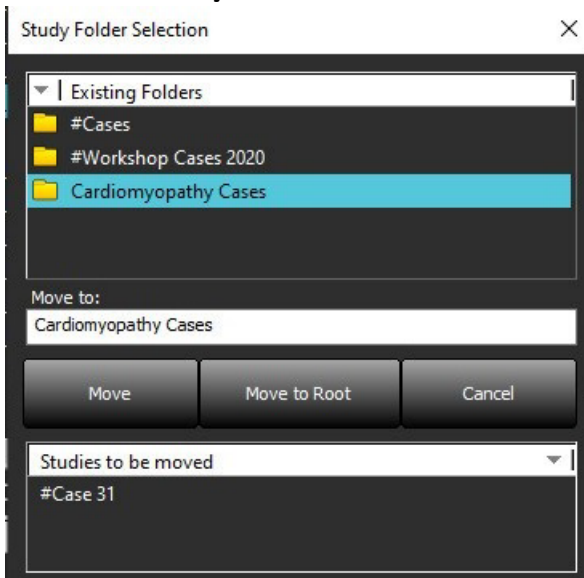 Study Folder Selection
Existing Folders
#Cases
#Workshop Cases 2020
Cardiomyopathy Cases
Move to:
Cardiomyopathy Cases
Move
Move to Root
Cancel
Studies to be moved
#Case 31